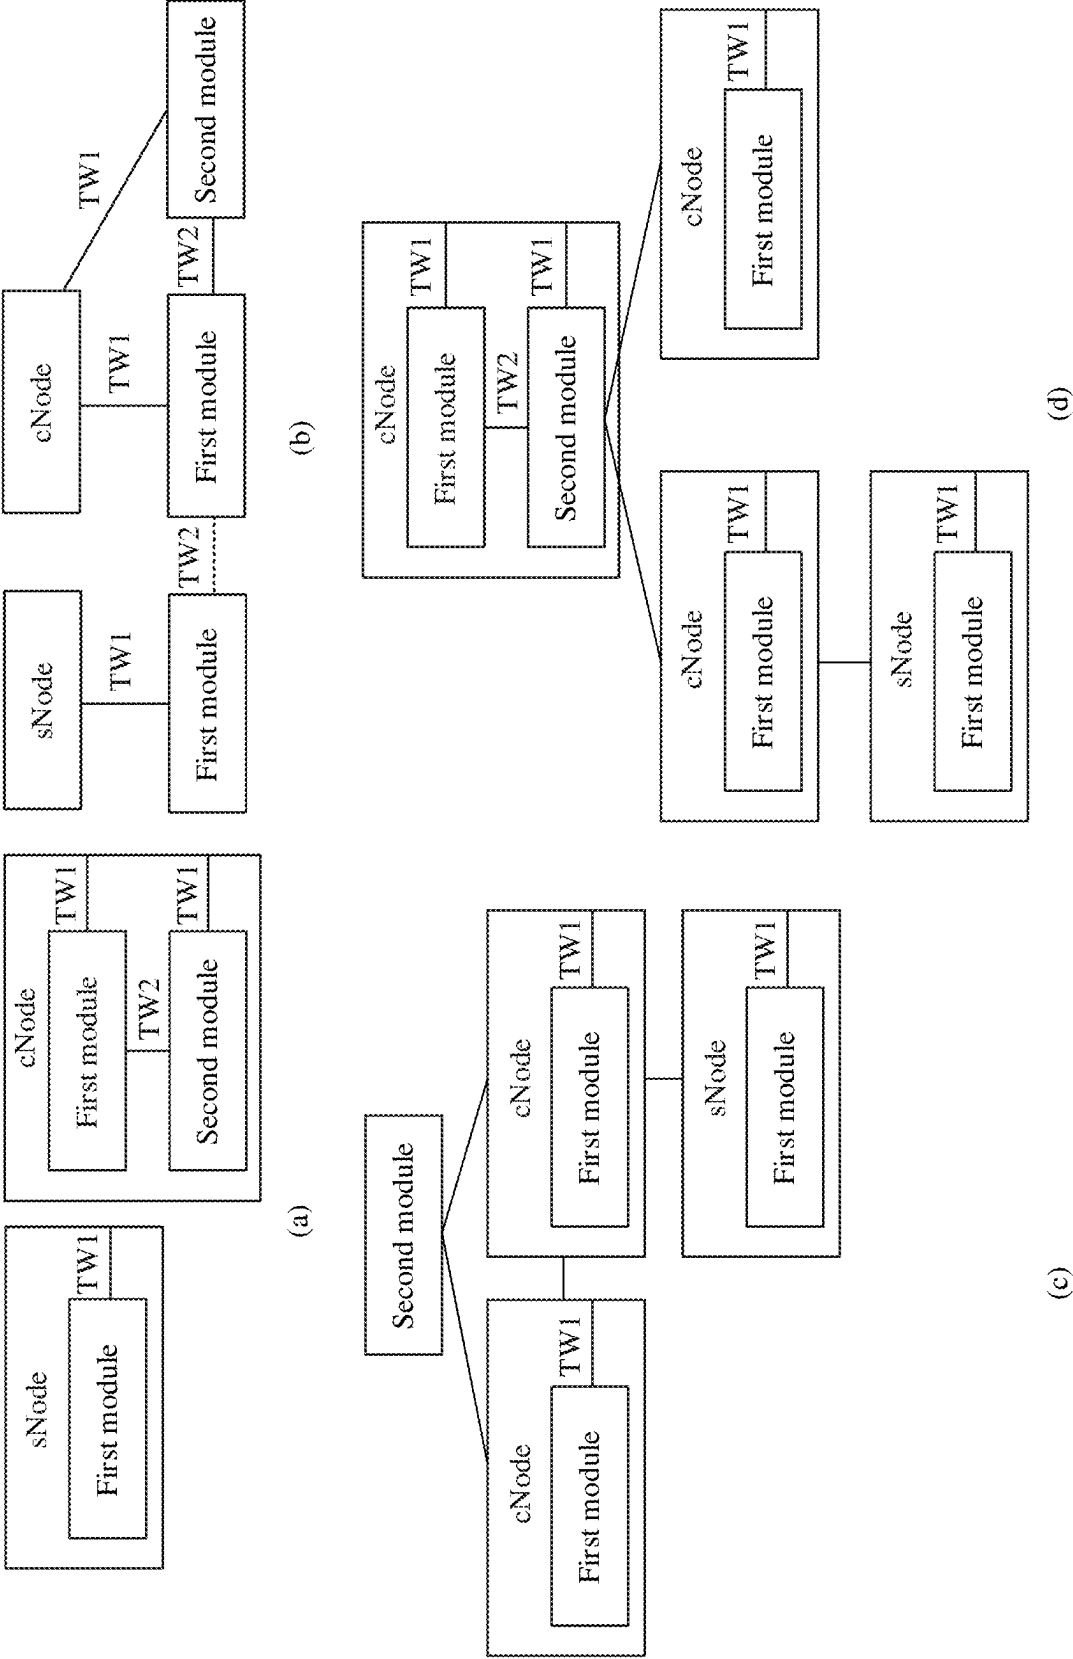 sNode
First module
TW1
cNode
First module
TW1
TW2
Second module
TW1
(a)
sNode
TW1
First module
TW2
cNode
TW1
TW1
First module
TW2
Second module
(b)
Second module
cNode
First module
TW1
cNode
First module
TW1
sNode
First module
TW1
(c)
cNode
First module
TW1
TW2
Second module
TW1
cNode
First module
TW1
cNode
First module
TW1
sNode
First module
TW1
(d)